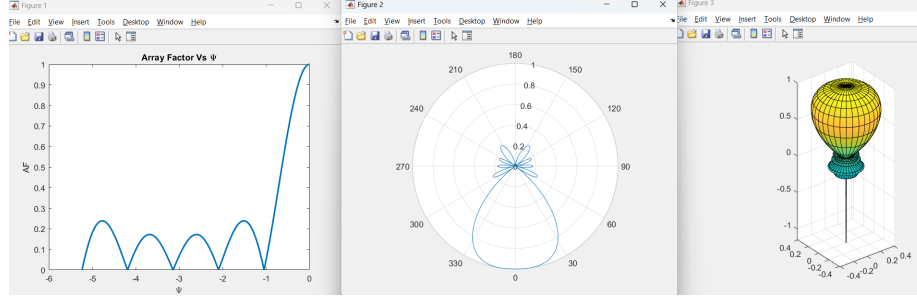 Figure 1
File Edit View Insert Tools Desktop Window Help
Array Factor Vs Ψ
1
0.9
0.8
0.7
0.6
0.5
0.4
0.3
0.2
0.1
0
AF
-6 -5 -4 -3 -2 -1 0
Ψ
Figure 2
File Edit View Insert Tools Desktop Window Help
180
210 1 150
0.8
240 0.6 120
0.4
0.2
270 0 90
300 60
330 30
0
Figure 3
File Edit View Insert Tools Desktop Window Help
1
0.5
0
-0.5
-1
0.4 0.2 0 -0.2 -0.4
-0.4 -0.2 0 0.2 0.4